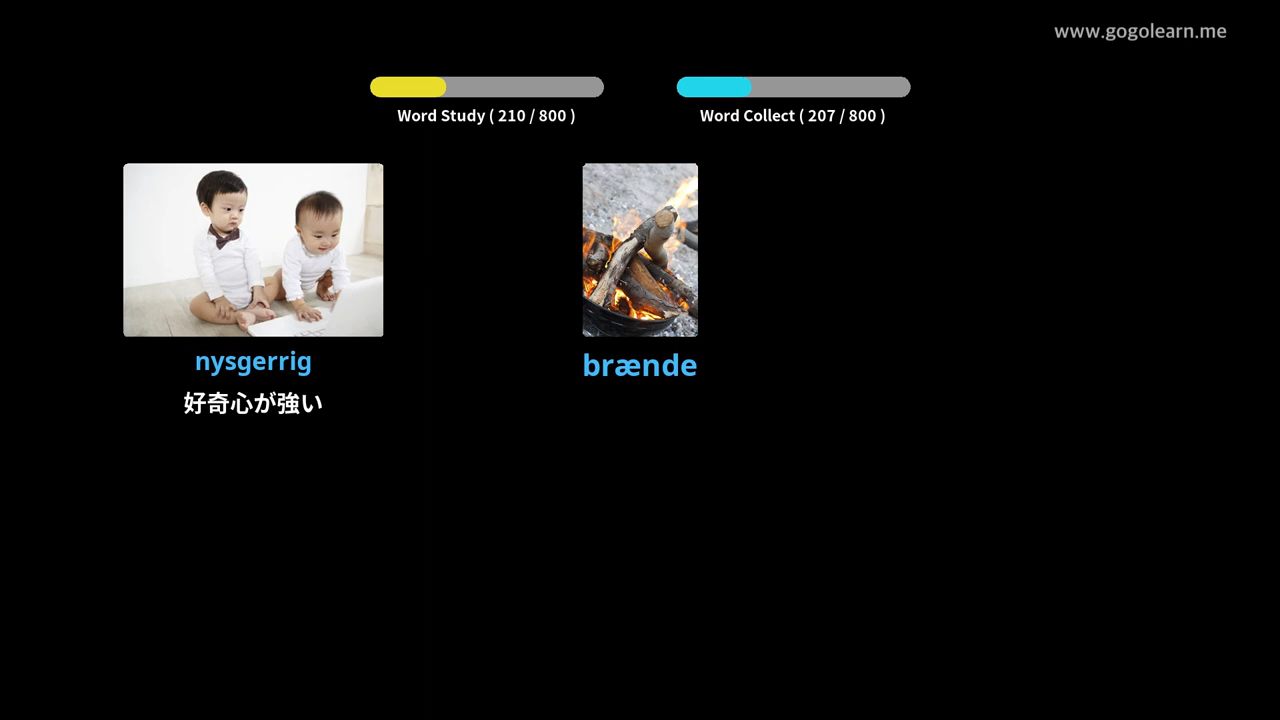 www.gogolearn.me
Word Study ( 210 / 800 )
Word Collect ( 207 / 800 )
nysgerrig
好奇心が強い
brænde